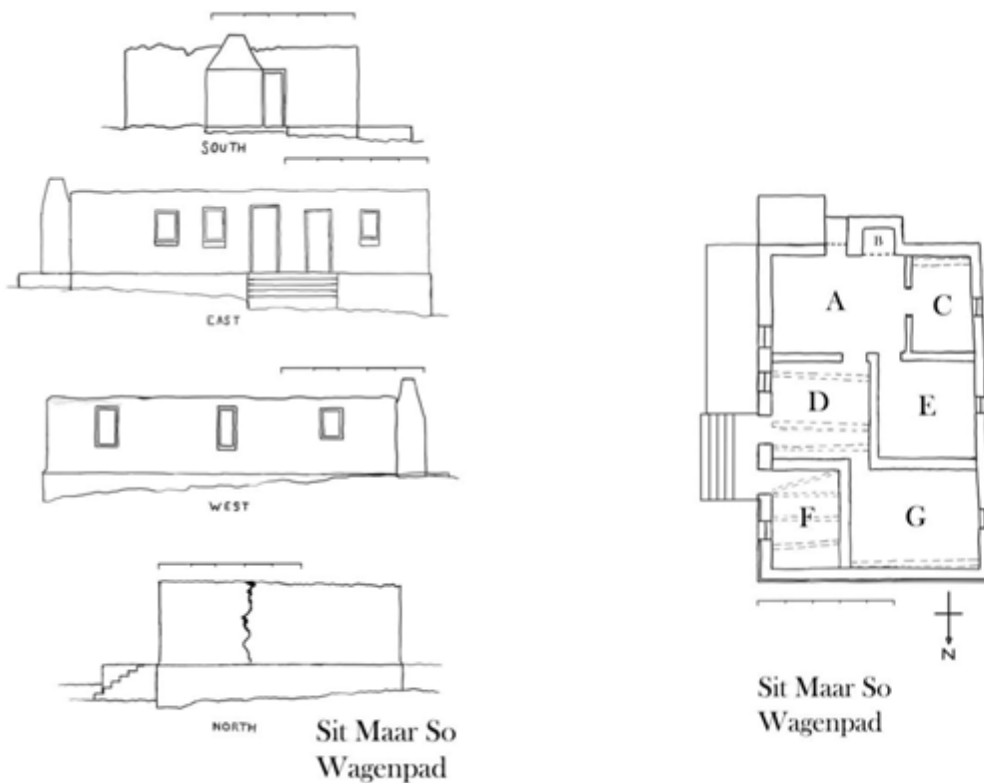 SOUTH
EAST
WEST
NORTH
Sit Maar So
Wagenpad
B
A
C
D
E
F
G
N
Sit Maar So
Wagenpad